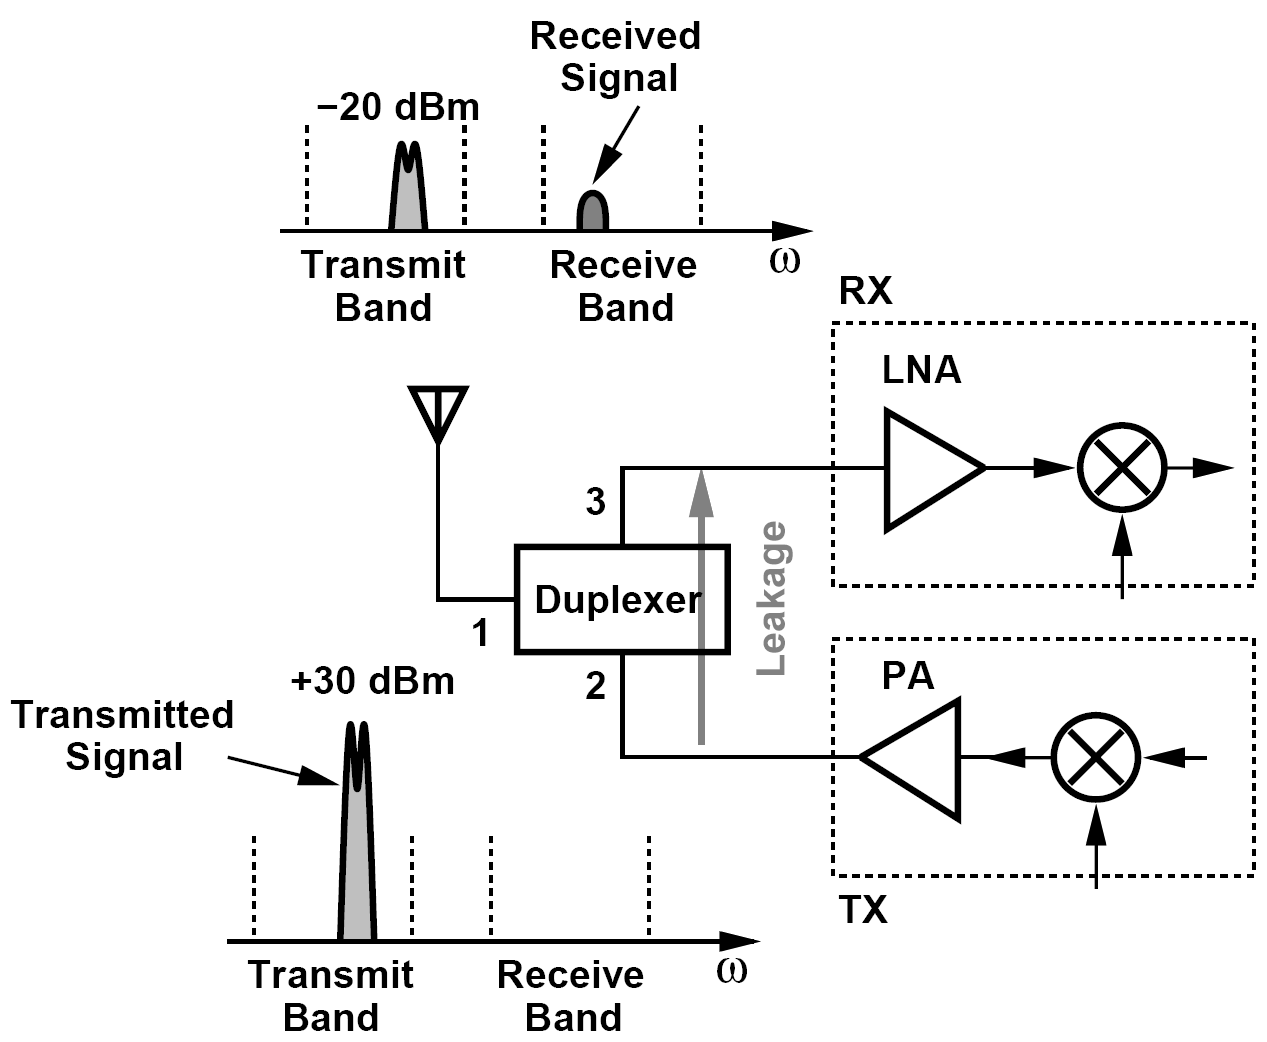 Received
Signal
−20 dBm
ω
Transmit
Band
Receive
Band
RX
LNA
3
Duplexer
Leakage
1
2
+30 dBm
PA
Transmitted
Signal
TX
ω
Transmit
Band
Receive
Band